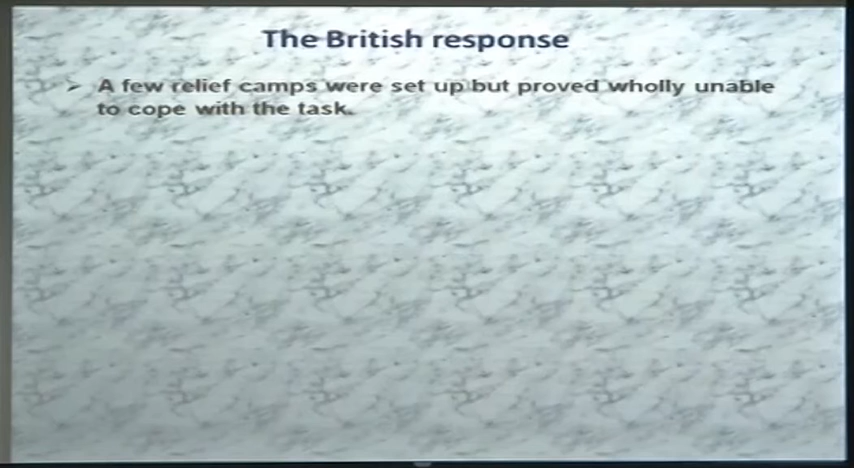 The British response
➢ A few relief camps were set up but proved wholly unable
to cope with the task.